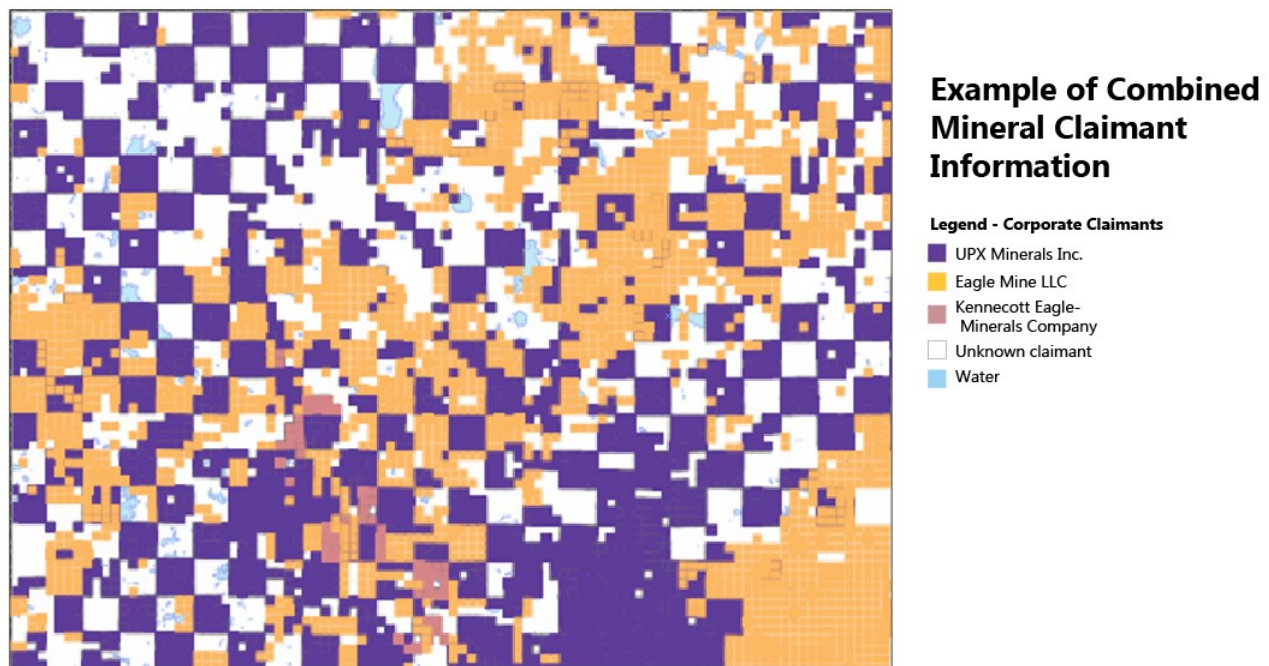 Example of Combined
Mineral Claimant
Information
Legend - Corporate Claimants
UPX Minerals Inc.
Eagle Mine LLC
Kennecott Eagle-
Minerals Company
Unknown claimant
Water